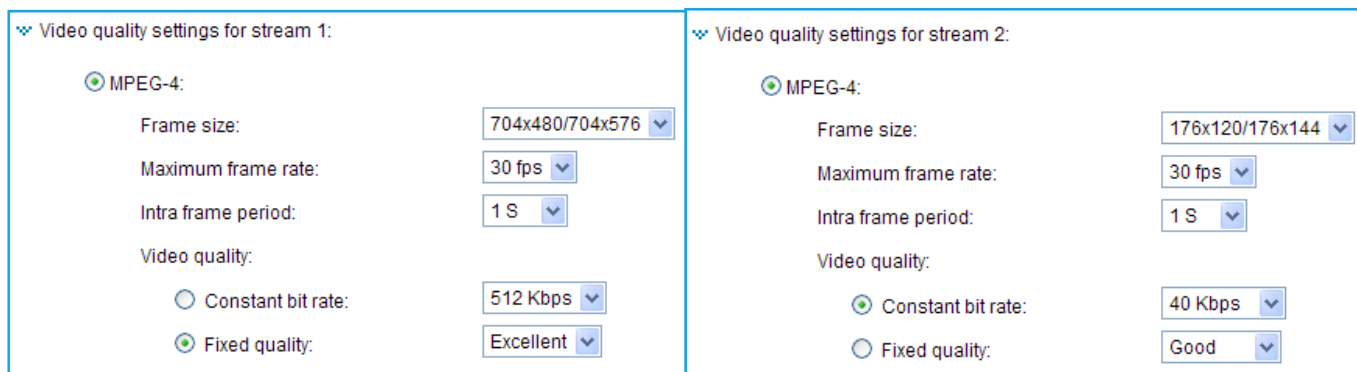 Video quality settings for stream 1:
MPEG-4:
Frame size: 704x480/704x576
Maximum frame rate: 30 fps
Intra frame period: 1 S
Video quality:
Constant bit rate: 512 Kbps
Fixed quality: Excellent
Video quality settings for stream 2:
MPEG-4:
Frame size: 176x120/176x144
Maximum frame rate: 30 fps
Intra frame period: 1 S
Video quality:
Constant bit rate: 40 Kbps
Fixed quality: Good